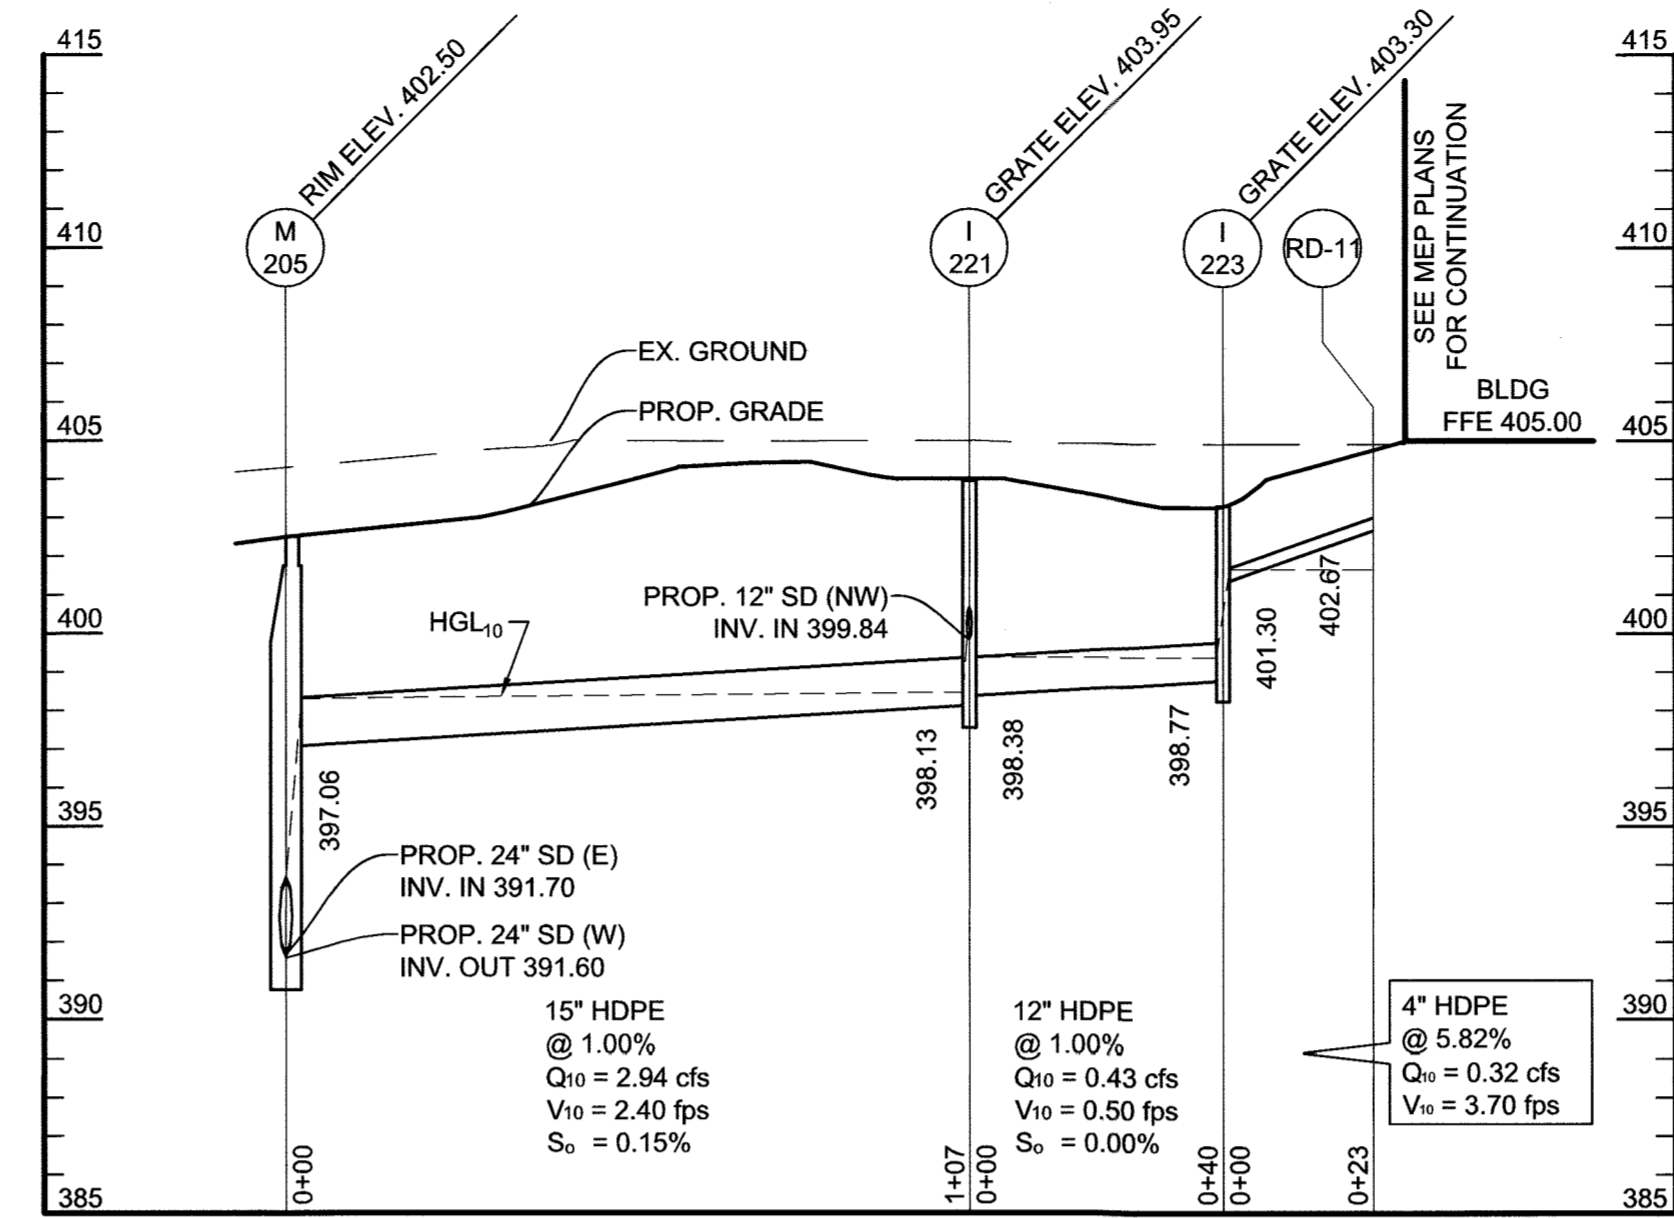 415
415
RIM ELEV. 402.50
GRATE ELEV. 403.95
GRATE ELEV. 403.30
SEE MEP PLANS
FOR CONTINUATION
410
M
205
I
221
I
223
RD-11
410
EX. GROUND
PROP. GRADE
BLDG
FFE 405.00
405
405
PROP. 12" SD (NW)
INV. IN 399.84
HGL10
400
400
402.67
401.30
398.13
398.38
398.77
397.06
395
395
PROP. 24" SD (E)
INV. IN 391.70
PROP. 24" SD (W)
INV. OUT 391.60
390
390
15" HDPE
@ 1.00%
Q10 = 2.94 cfs
V10 = 2.40 fps
So = 0.15%
12" HDPE
@ 1.00%
Q10 = 0.43 cfs
V10 = 0.50 fps
So = 0.00%
4" HDPE
@ 5.82%
Q10 = 0.32 cfs
V10 = 3.70 fps
0+00
1+07
0+00
0+40
0+00
0+23
385
385